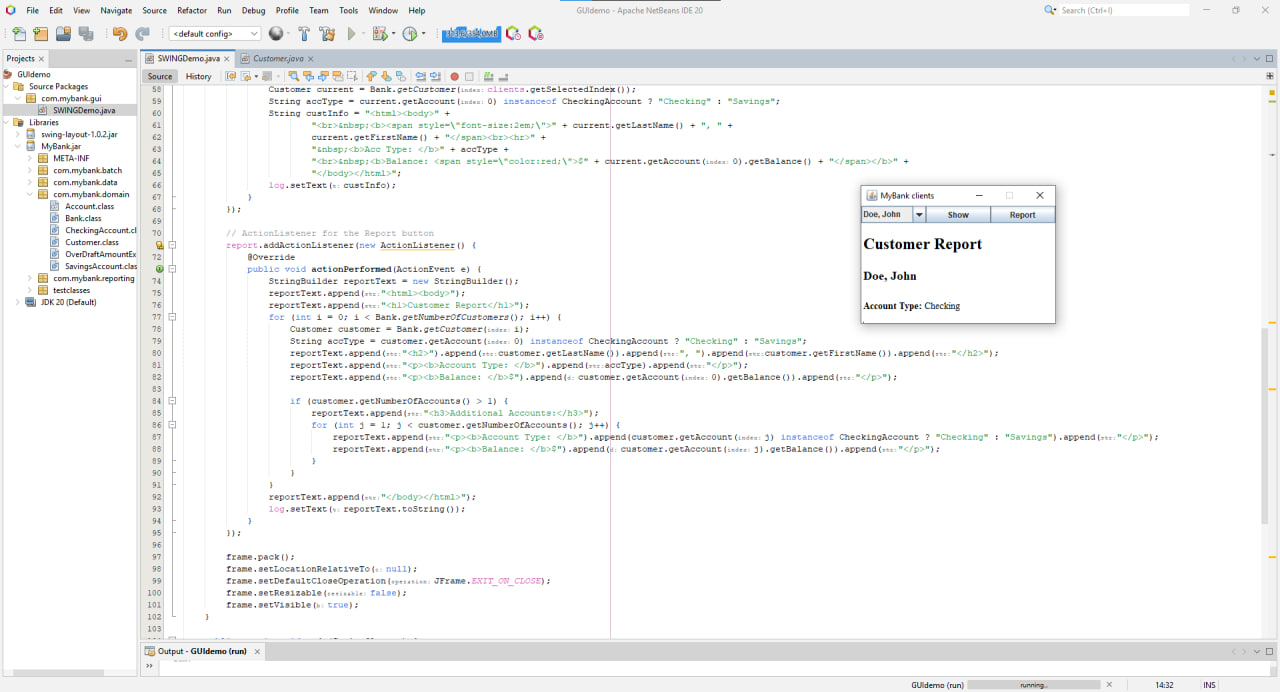 File Edit View Navigate Source Refactor Run Debug Profile Team Tools Window Help
GUIdemo - Apache NetBeans IDE 20
Search (Ctrl+I)
<default config>
Projects
GUIdemo
Source Packages
com.mybank.gui
SWINGDemo.java
Libraries
swing-layout-1.0.2.jar
MyBank.jar
META-INF
com.mybank.batch
com.mybank.data
com.mybank.domain
Account.class
Bank.class
CheckingAccount.cl
Customer.class
OverDraftAmountEx
SavingsAccount.clas
com.mybank.reporting
testclasses
JDK 20 (Default)
SWINGDemo.java Customer.java
Source History
58 Customer current = Bank.getCustomer(index: clients.getSelectedIndex());
59 String accType = current.getAccount(index: 0) instanceof CheckingAccount ? "Checking" : "Savings";
60 String custInfo = "<html><body>" +
61 "<br>&nbsp;<b><span style=\"font-size:2em;\">" + current.getLastName() + ", " +
62 current.getFirstName() + "</span><br><hr>" +
63 "&nbsp;<b>Acc Type: </b>" + accType +
64 "<br>&nbsp;<b>Balance: <span style=\"color:red;\">$" + current.getAccount(index: 0).getBalance() + "</span></b>" +
65 "</body></html>";
66 log.setText(t: custInfo);
67 }
68 });
69
70 // ActionListener for the Report button
report.addActionListener(new ActionListener() {
72 @Override
public void actionPerformed(ActionEvent e) {
74 StringBuilder reportText = new StringBuilder();
75 reportText.append(str: "<html><body>");
76 reportText.append(str: "<h1>Customer Report</h1>");
77 for (int i = 0; i < Bank.getNumberOfCustomers(); i++) {
78 Customer customer = Bank.getCustomer(index: i);
79 String accType = customer.getAccount(index: 0) instanceof CheckingAccount ? "Checking" : "Savings";
80 reportText.append(str: "<h2>").append(str: customer.getLastName()).append(str: ", ").append(str: customer.getFirstName()).append(str: "</h2>");
81 reportText.append(str: "<p><b>Account Type: </b>").append(str: accType).append(str: "</p>");
82 reportText.append(str: "<p><b>Balance: </b>$").append(d: customer.getAccount(index: 0).getBalance()).append(str: "</p>");
83
84 if (customer.getNumberOfAccounts() > 1) {
85 reportText.append(str: "<h3>Additional Accounts:</h3>");
86 for (int j = 1; j < customer.getNumberOfAccounts(); j++) {
87 reportText.append(str: "<p><b>Account Type: </b>").append(customer.getAccount(index: j) instanceof CheckingAccount ? "Checking" : "Savings").append(str: "</p>");
88 reportText.append(str: "<p><b>Balance: </b>$").append(d: customer.getAccount(index: j).getBalance()).append(str: "</p>");
89 }
90 }
91 }
92 reportText.append(str: "</body></html>");
93 log.setText(t: reportText.toString());
94 }
95 });
96
97 frame.pack();
98 frame.setLocationRelativeTo(c: null);
99 frame.setDefaultCloseOperation(operation: JFrame.EXIT_ON_CLOSE);
100 frame.setResizable(resizable: false);
101 frame.setVisible(b: true);
102 }
103
MyBank clients
Doe, John Show Report
Customer Report
Doe, John
Account Type: Checking
Output - GUIdemo (run)
GUIdemo (run) running... 14:32 INS